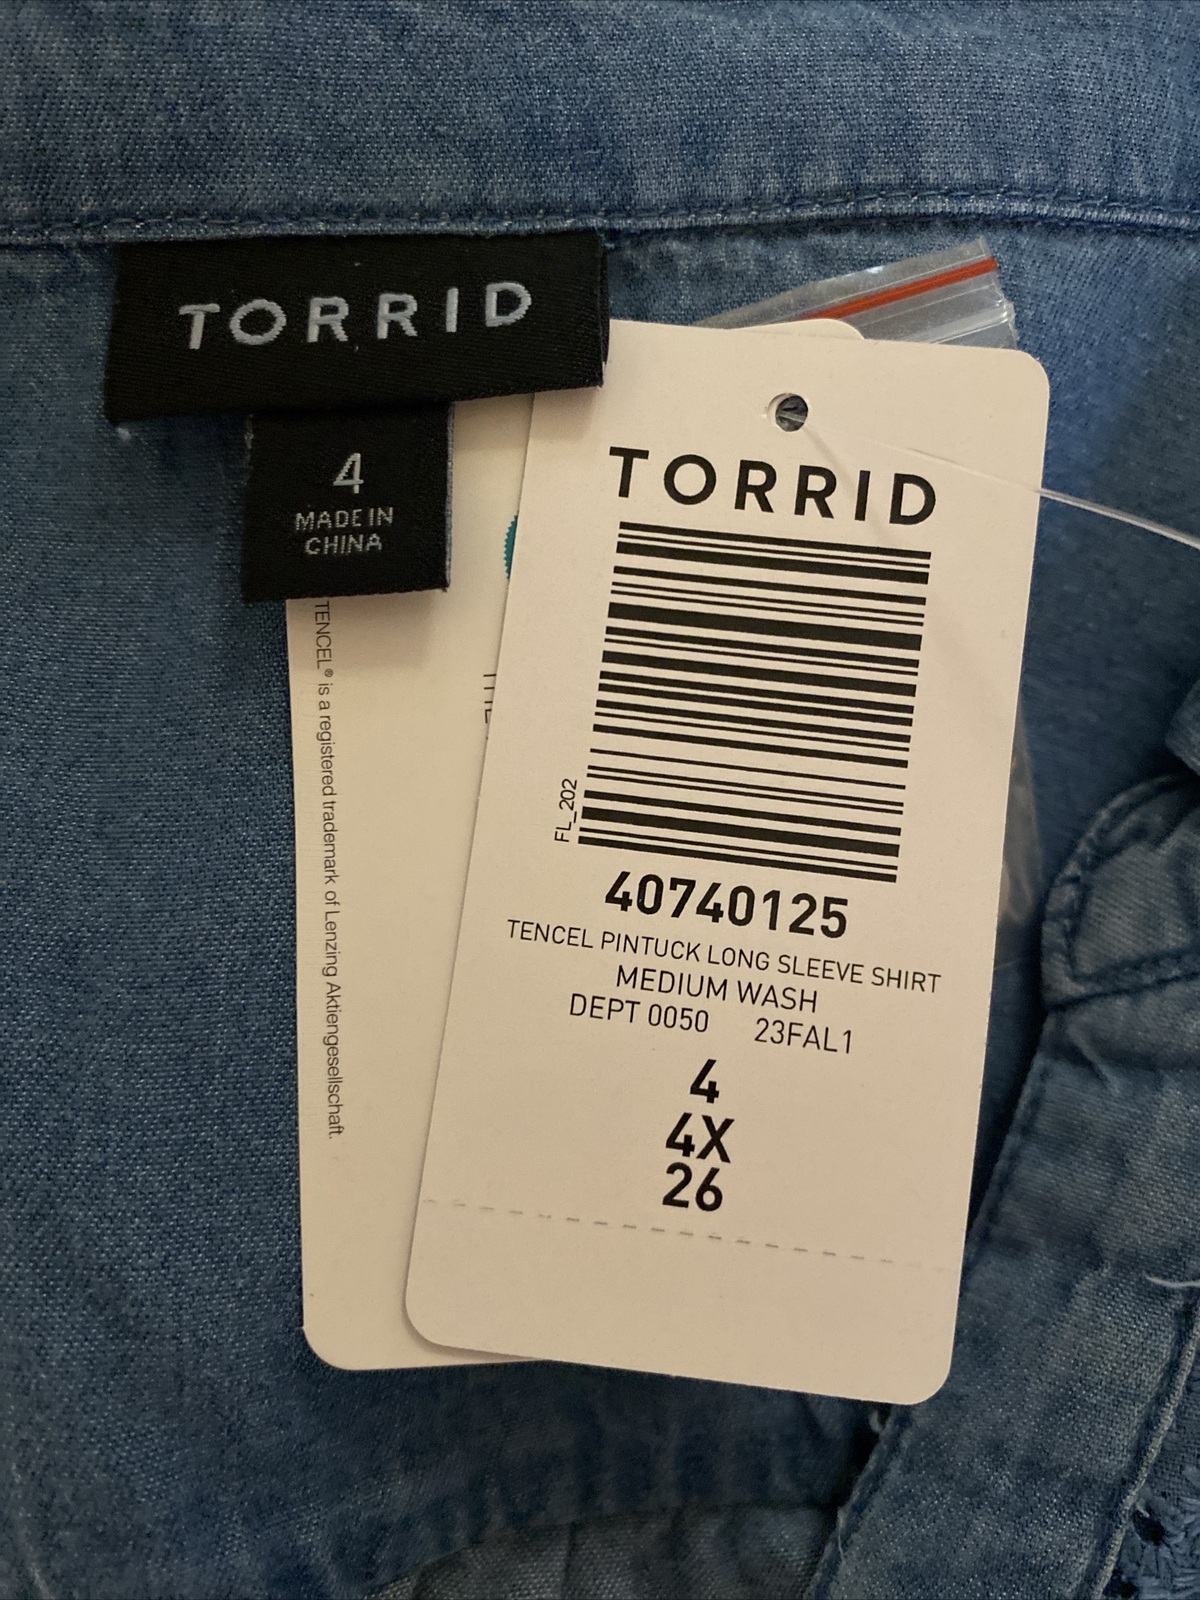 TORRID
4
MADE IN
CHINA
TENCEL® is a registered trademark of Lenzing Aktiengesellschaft.
TORRID
FL_202
40740125
TENCEL PINTUCK LONG SLEEVE SHIRT
MEDIUM WASH
DEPT 0050 23FAL1
4
4X
26